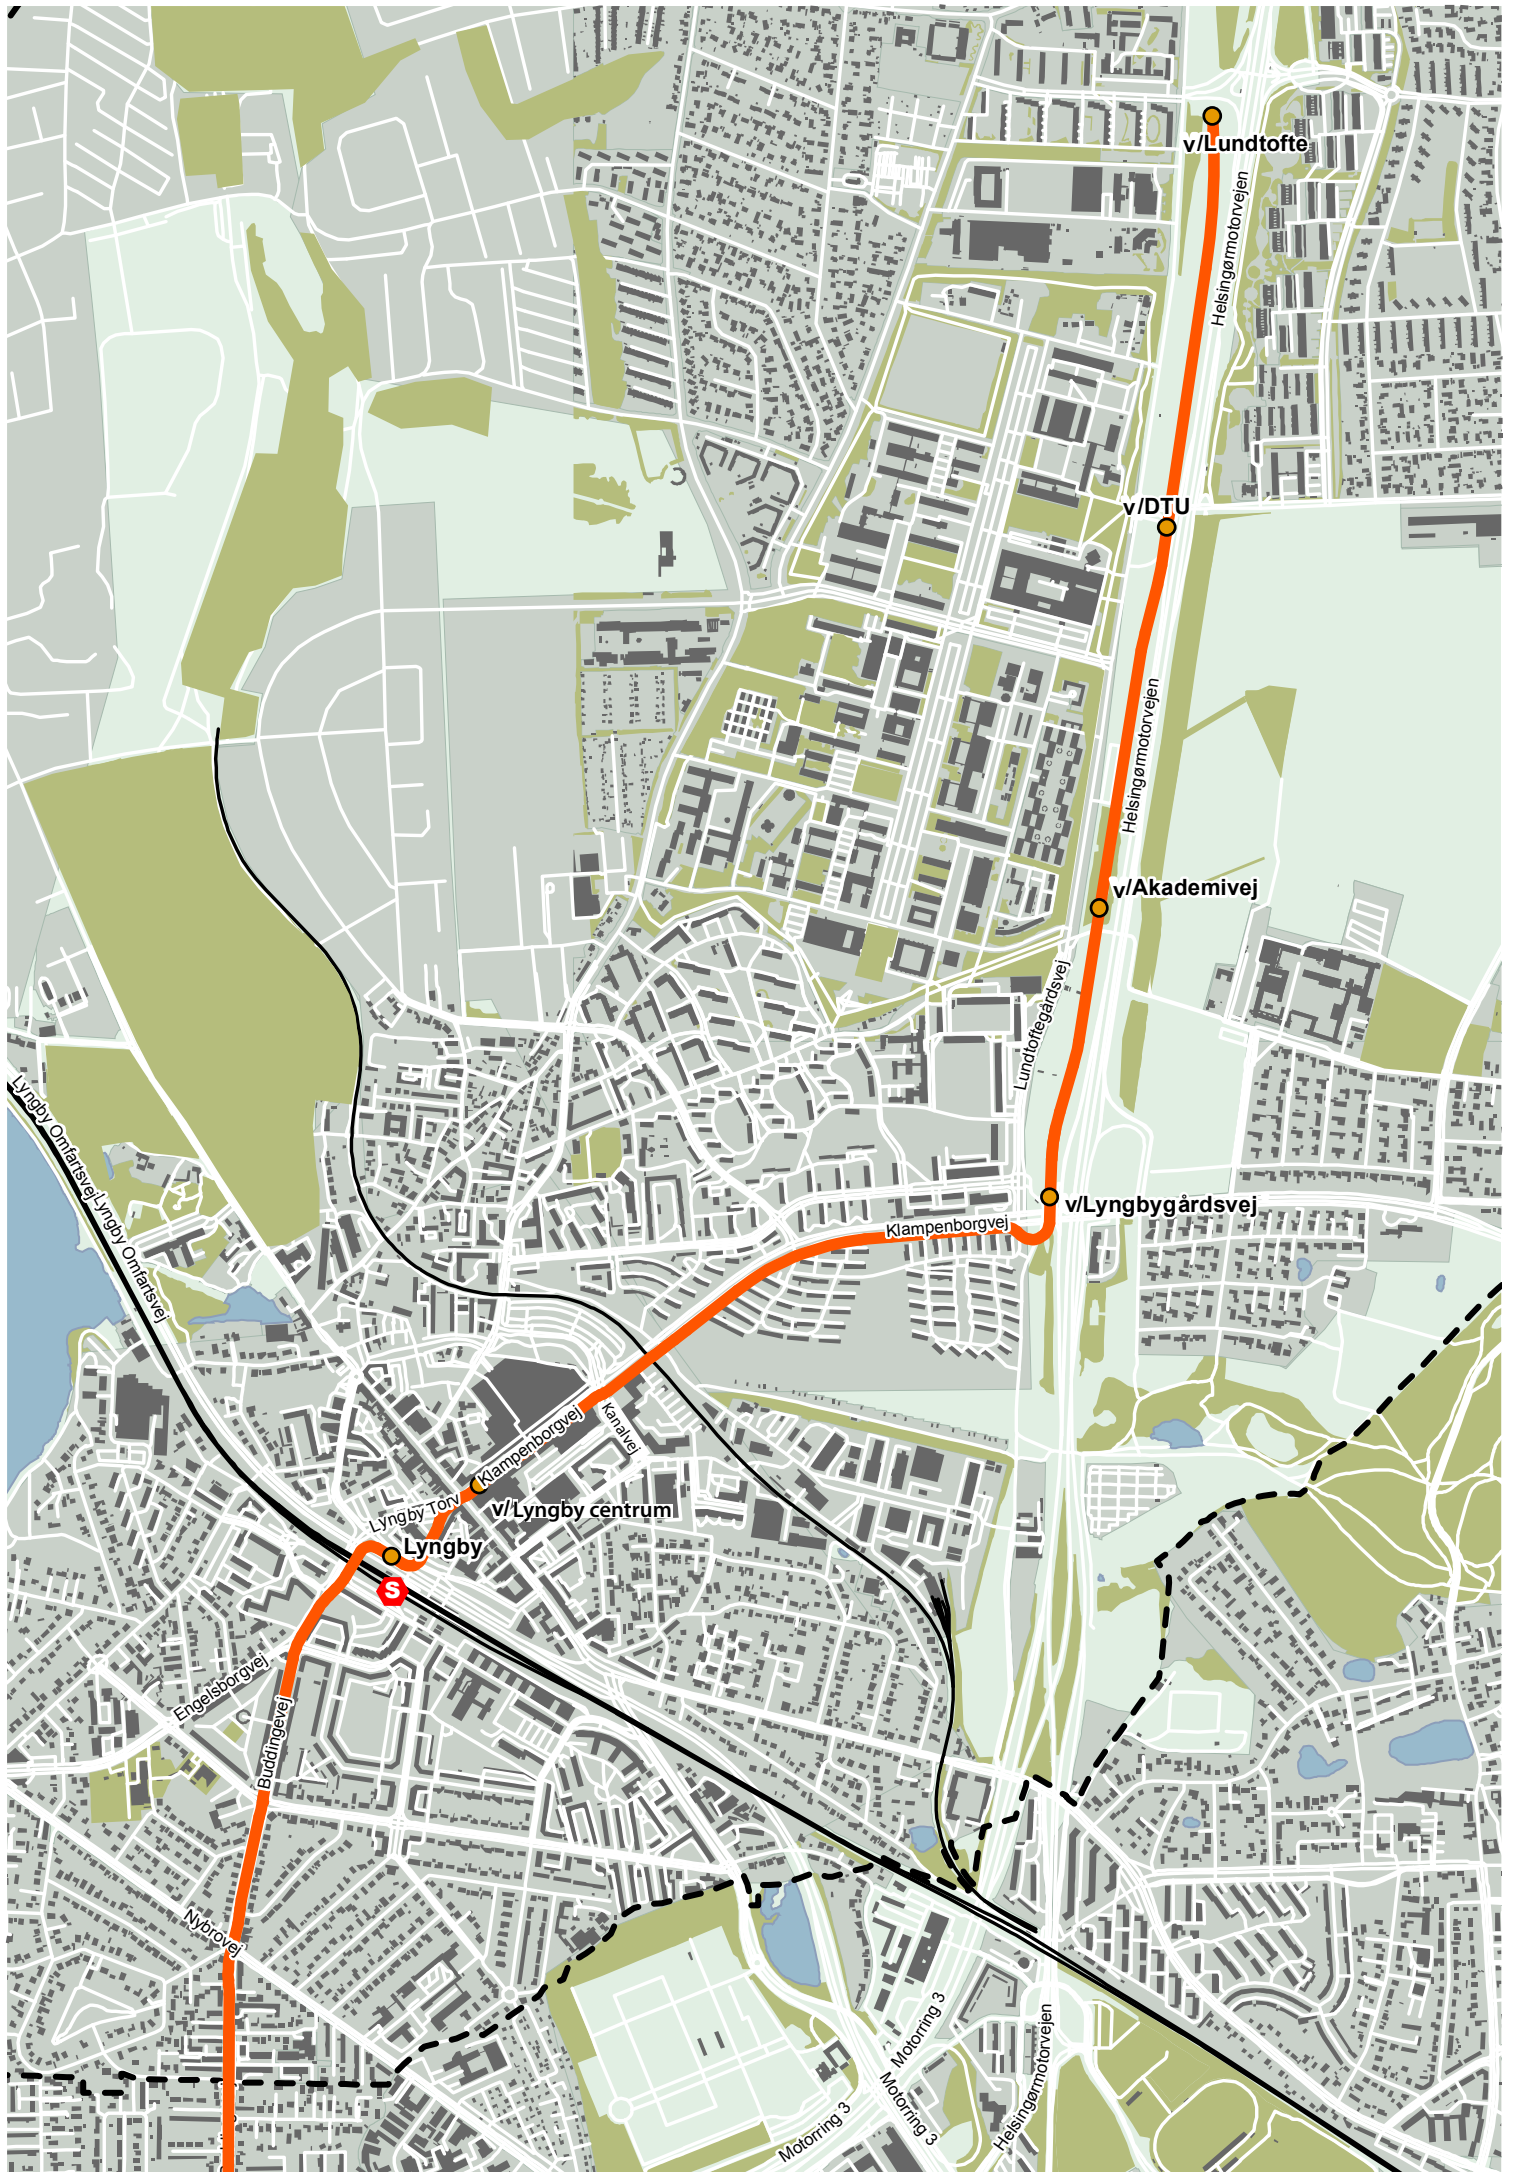 v/Lundtofte
Helsingørmotorvejen
v/DTU
Helsingørmotorvejen
v/Akademivej
Lundtoftegårdsvej
Lyngby Omfartsvej
Lyngby Omfartsvej
v/Lyngbygårdsvej
Klampenborgvej
Kanalvej
Klampenborgvej
Lyngby Torv
v/Lyngby centrum
Lyngby
S
Engelsborgvej
Buddingevej
Nybrovej
Motorring 3
Motorring 3
Motorring 3
Helsingørmotorvejen